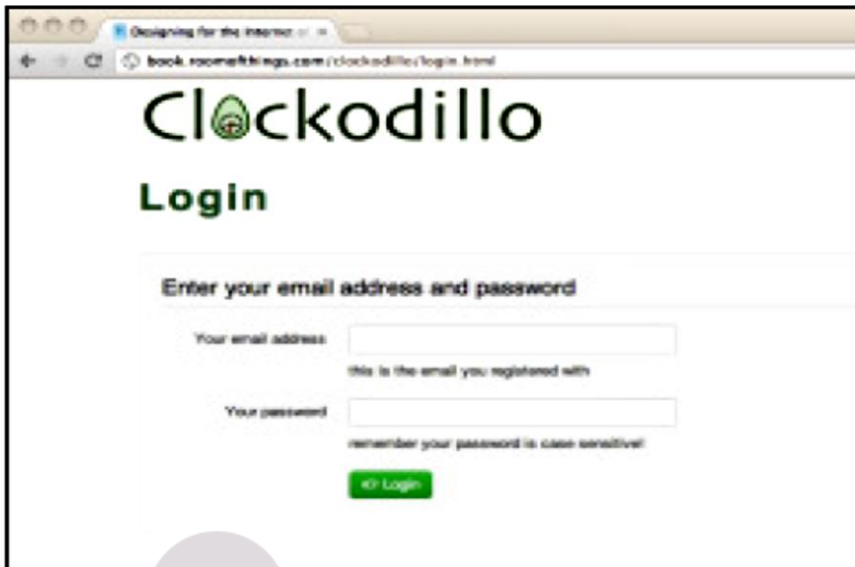 Designing for the Internet of
book.roomofthings.com/clockodillo/login.html
Clockodillo
Login
Enter your email address and password
Your email address
this is the email you registered with
Your password
remember your password is case sensitive!
Login